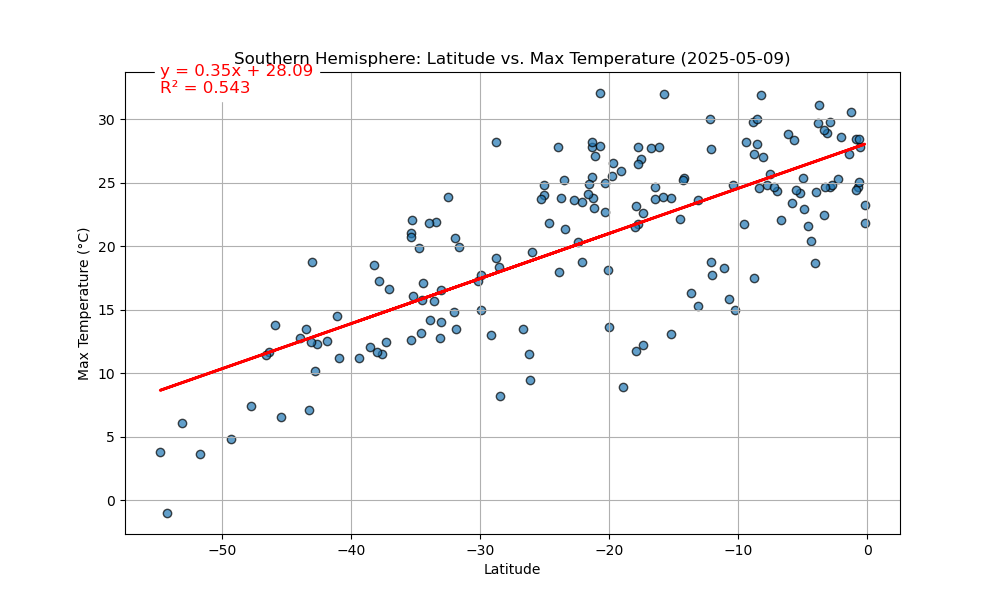 Southern Hemisphere: Latitude vs. Max Temperature (2025-05-09)
y = 0.35x + 28.09
R² = 0.543
Max Temperature (°C)
30
25
20
15
10
5
0
−50
−40
−30
−20
−10
0
Latitude